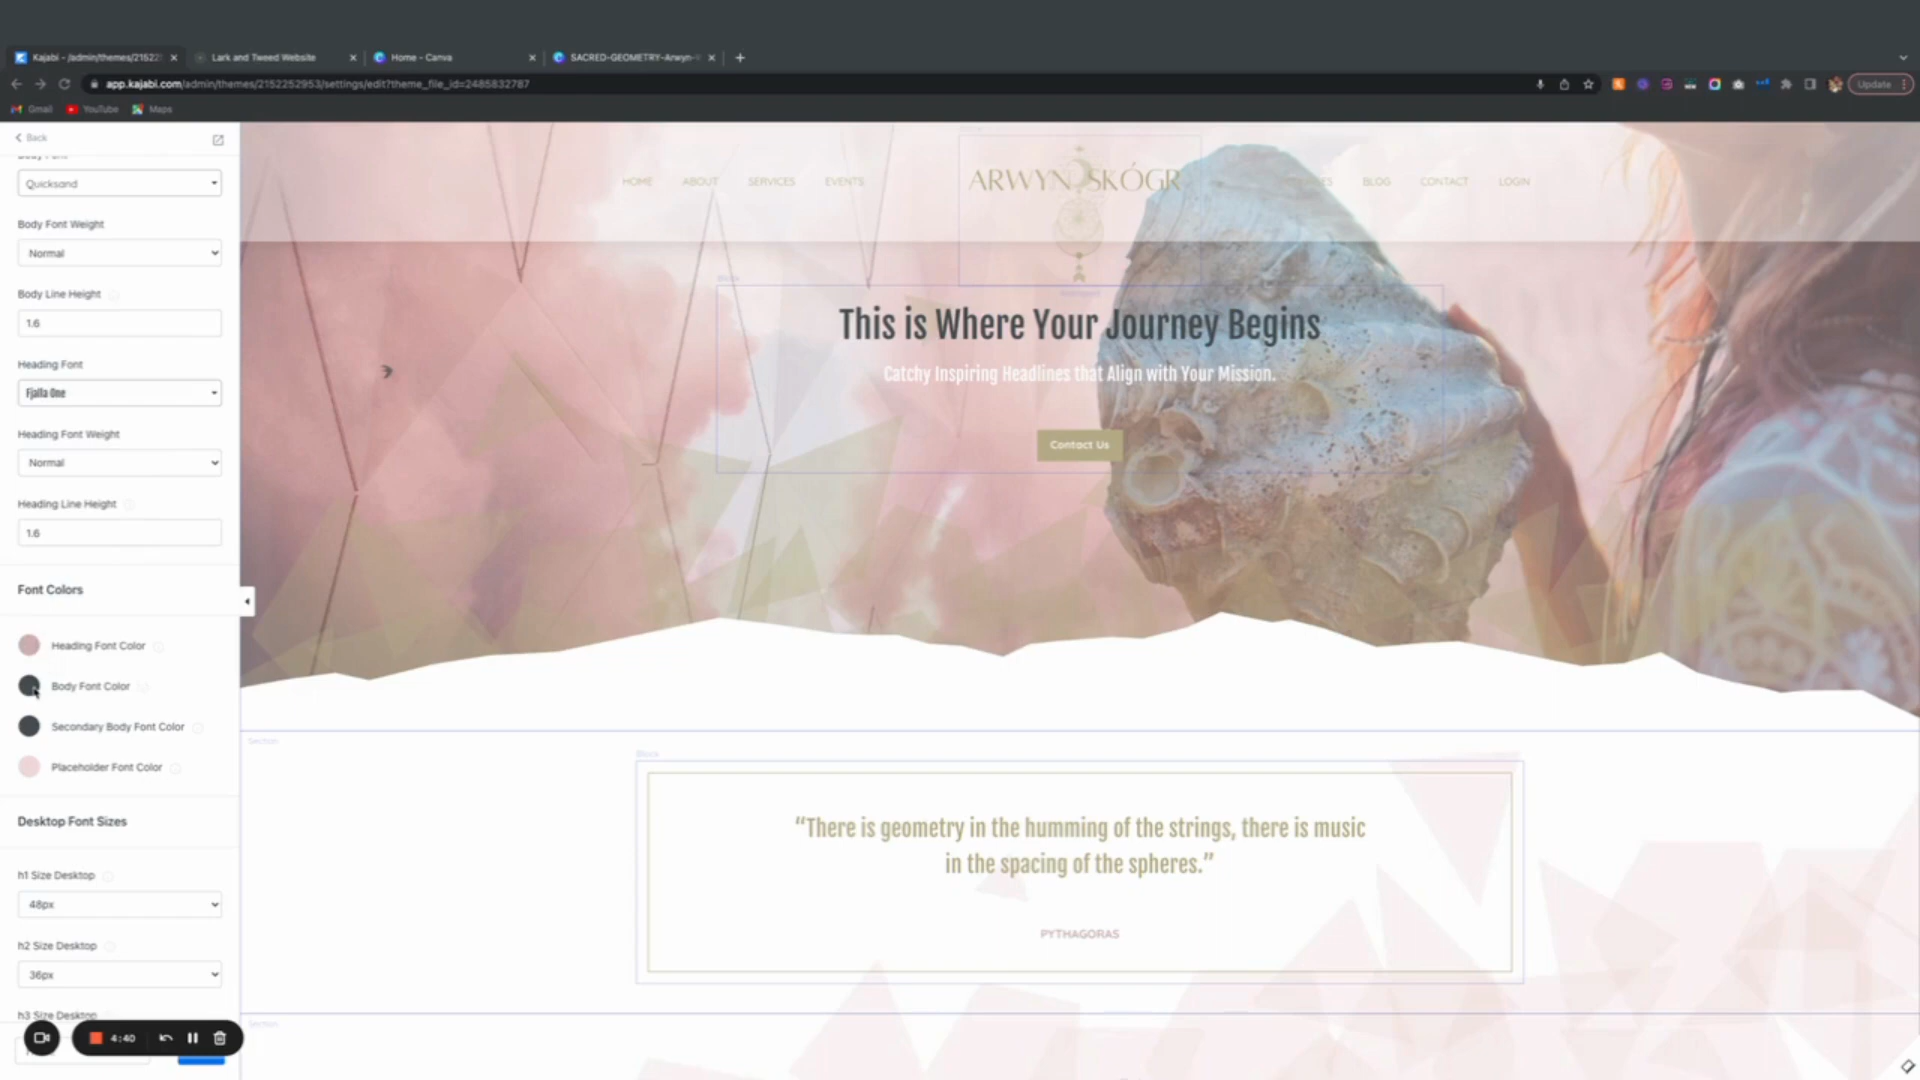 Kajabi - /admin/themes/21522
Lark and Tweed Website
Home - Canva
SACRED-GEOMETRY-Arwyn-
app.kajabi.com/admin/themes/2152252953/settings/edit?theme_file_id=2485832787
Update
Gmail
YouTube
Maps
Back
Body Font
Quicksand
Body Font Weight
Normal
Body Line Height
1.6
Heading Font
Fjalla One
Heading Font Weight
Normal
Heading Line Height
1.6
Font Colors
Heading Font Color
Body Font Color
Secondary Body Font Color
Placeholder Font Color
Desktop Font Sizes
h1 Size Desktop
48px
h2 Size Desktop
36px
h3 Size Desktop
4:40
HOME ABOUT SERVICES EVENTS
ARWYN SKÓGR
BLOG CONTACT LOGIN
Block
This is Where Your Journey Begins
Catchy Inspiring Headlines that Align with Your Mission.
Contact Us
Section
Block
“There is geometry in the humming of the strings, there is music
in the spacing of the spheres.”
PYTHAGORAS
Section